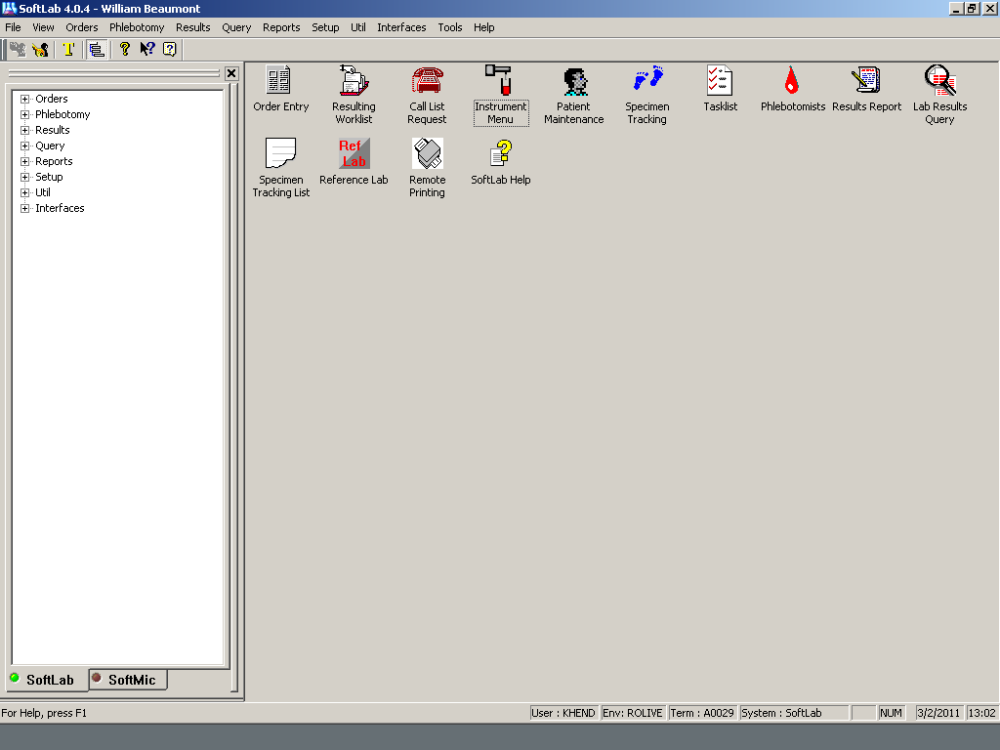 SoftLab 4.0.4 - William Beaumont
File View Orders Phlebotomy Results Query Reports Setup Util Interfaces Tools Help
T ? ? ?
Orders
Phlebotomy
Results
Query
Reports
Setup
Util
Interfaces
Order Entry
Resulting
Worklist
Call List
Request
Instrument
Menu
Patient
Maintenance
Specimen
Tracking
Tasklist
Phlebotomists
Results Report
Lab Results
Query
Specimen
Tracking List
Ref
Lab
Reference Lab
Remote
Printing
SoftLab Help
SoftLab SoftMic
For Help, press F1 User : KHEND Env: ROLIVE Term : A0029 System : SoftLab NUM 3/2/2011 13:02